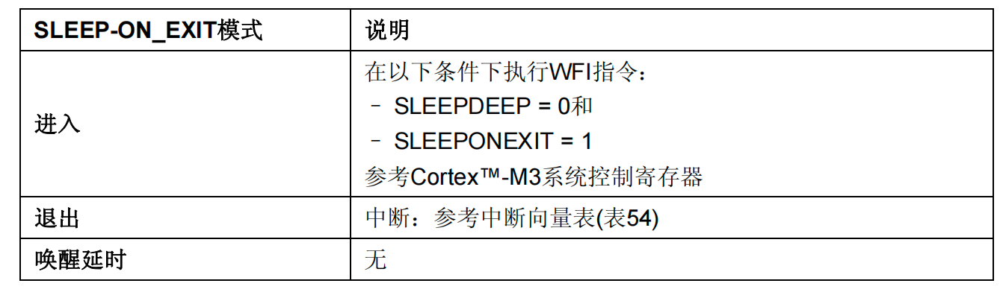 SLEEP-ON_EXIT模式 说明
进入
在以下条件下执行WFI指令：
– SLEEPDEEP = 0和
– SLEEPONEXIT = 1
参考Cortex™-M3系统控制寄存器
退出 中断：参考中断向量表(表54)
唤醒延时 无